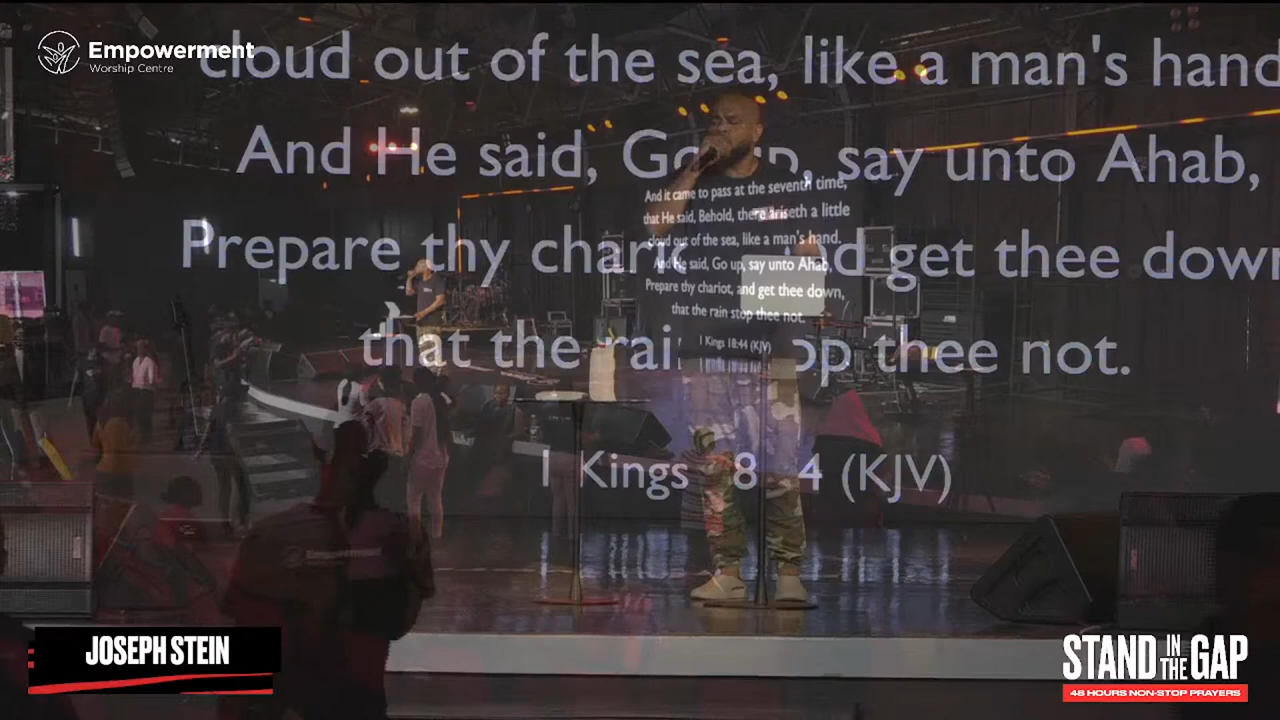 Empowerment
Worship Centre
cloud out of the sea, like a man's hand
And He said, Go up, say unto Ahab,
Prepare thy chariot, and get thee down
that the rain stop thee not.
1 Kings 18:44 (KJV)
And it came to pass at the seventh time,
that He said, Behold, there ariseth a little
cloud out of the sea, like a man's hand.
And He said, Go up, say unto Ahab,
Prepare thy chariot, and get thee down,
that the rain stop thee not.
1 Kings 18:44 (KJV)
Empowerment
JOSEPH STEIN
STAND IN THE GAP
48 HOURS NON-STOP PRAYERS